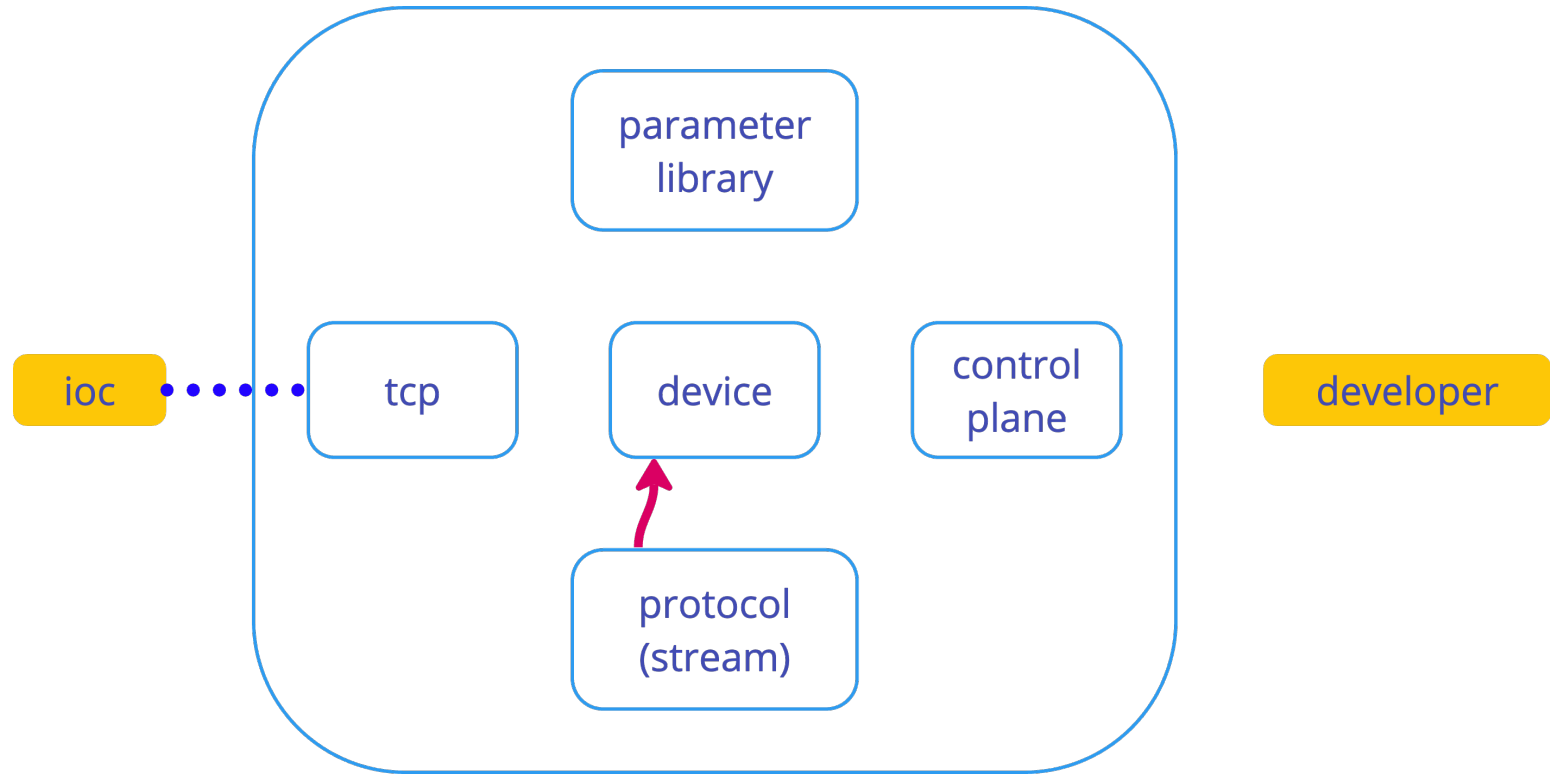 parameter
library
ioc
tcp
device
control
plane
developer
protocol
(stream)